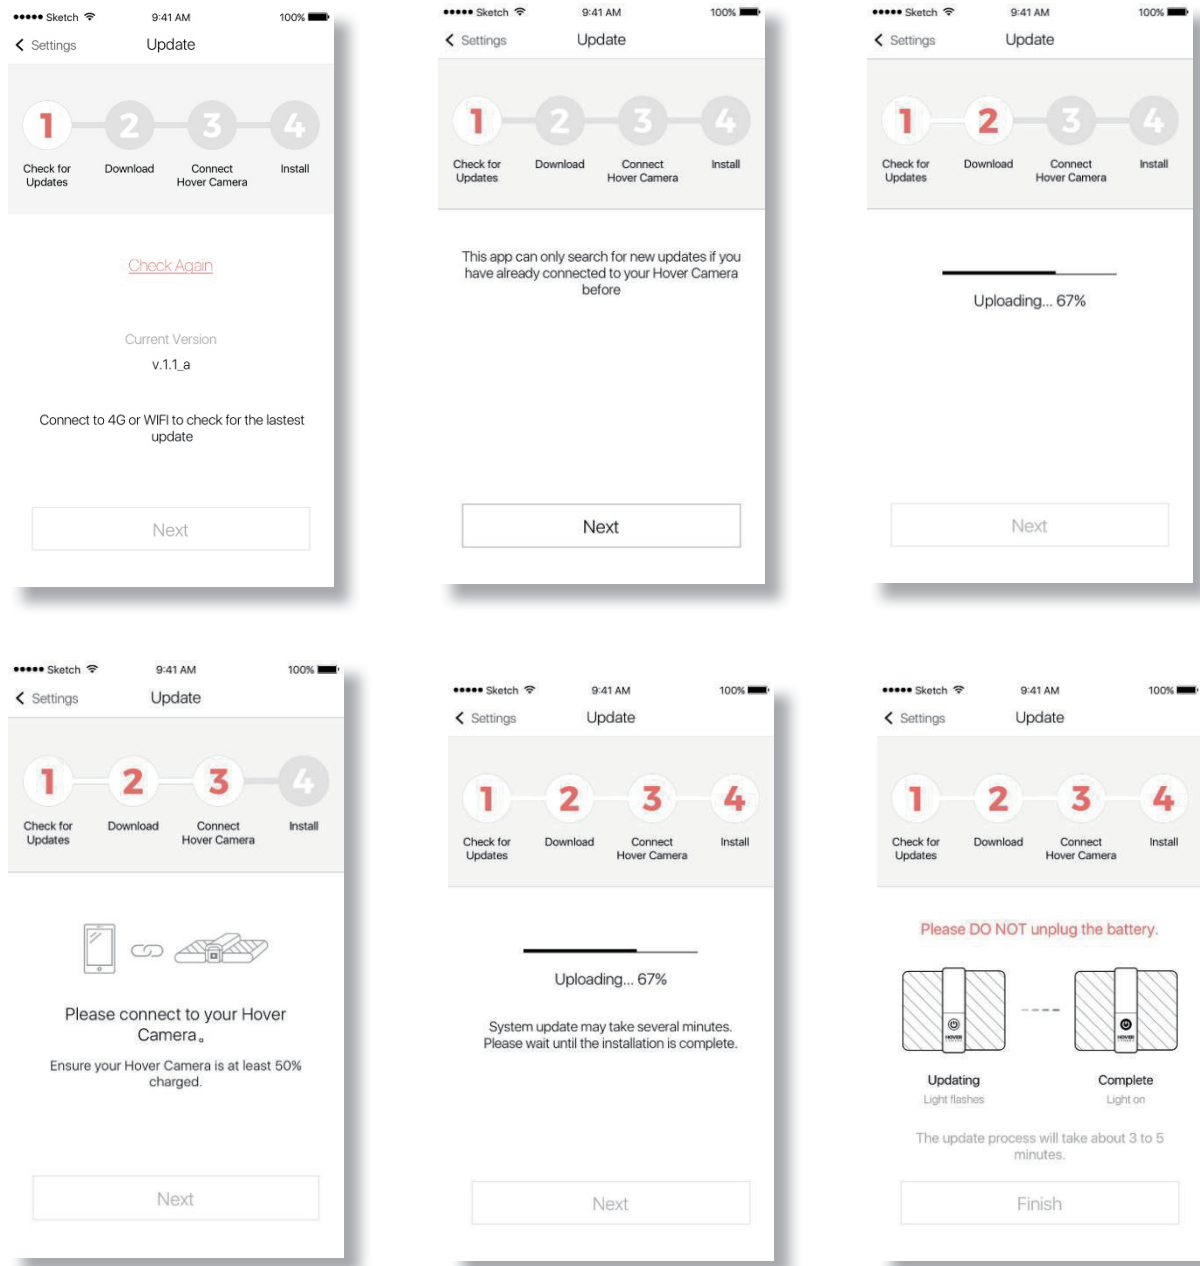 Sketch 9:41 AM 100%
Settings Update
1 2 3 4
Check for Download Connect Install
Updates Hover Camera
Check Again
Current Version
v.1.1_a
Connect to 4G or WIFI to check for the lastest
update
Next
Sketch 9:41 AM 100%
Settings Update
1 2 3 4
Check for Download Connect Install
Updates Hover Camera
This app can only search for new updates if you
have already connected to your Hover Camera
before
Next
Sketch 9:41 AM 100%
Settings Update
1 2 3 4
Check for Download Connect Install
Updates Hover Camera
Uploading... 67%
Next
Sketch 9:41 AM 100%
Settings Update
1 2 3 4
Check for Download Connect Install
Updates Hover Camera
Please connect to your Hover
Camera。
Ensure your Hover Camera is at least 50%
charged.
Next
Sketch 9:41 AM 100%
Settings Update
1 2 3 4
Check for Download Connect Install
Updates Hover Camera
Uploading... 67%
System update may take several minutes.
Please wait until the installation is complete.
Next
Sketch 9:41 AM 100%
Settings Update
1 2 3 4
Check for Download Connect Install
Updates Hover Camera
Please DO NOT unplug the battery.
HOVER HOVER
Updating Complete
Light flashes Light on
The update process will take about 3 to 5
minutes.
Finish